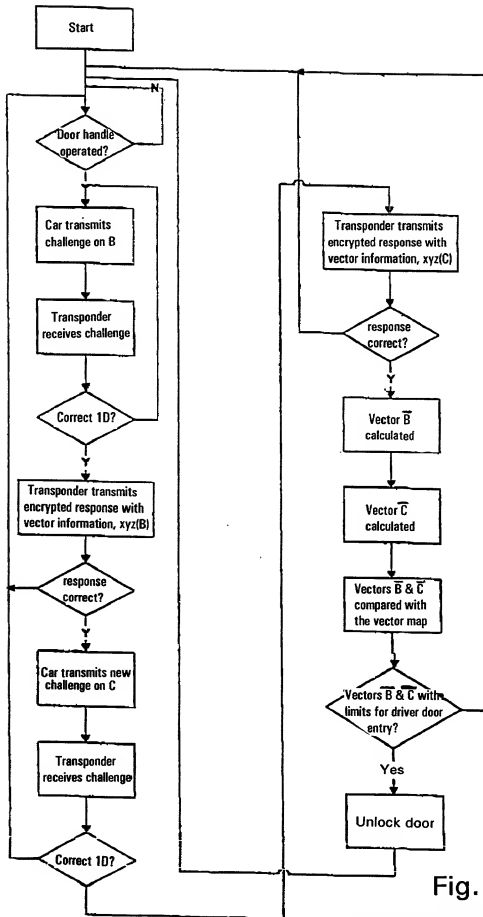 Start
N
Door handle
operated?
Y
Car transmits
challenge on B
Transponder
receives challenge
Correct 1D?
Y
Transponder transmits
encrypted response with
vector information, xyz(B)
response
correct?
Y
Car transmits new
challenge on C
Transponder
receives challenge
Correct 1D?
Transponder transmits
encrypted response with
vector information, xyz(C)
response
correct?
Y
Vector B̅
calculated
Vector C̅
calculated
Vectors B̅ & C̅
compared with
the vector map
Vectors B̅ & C̅ with
limits for driver door
entry?
Yes
Unlock door
Fig.